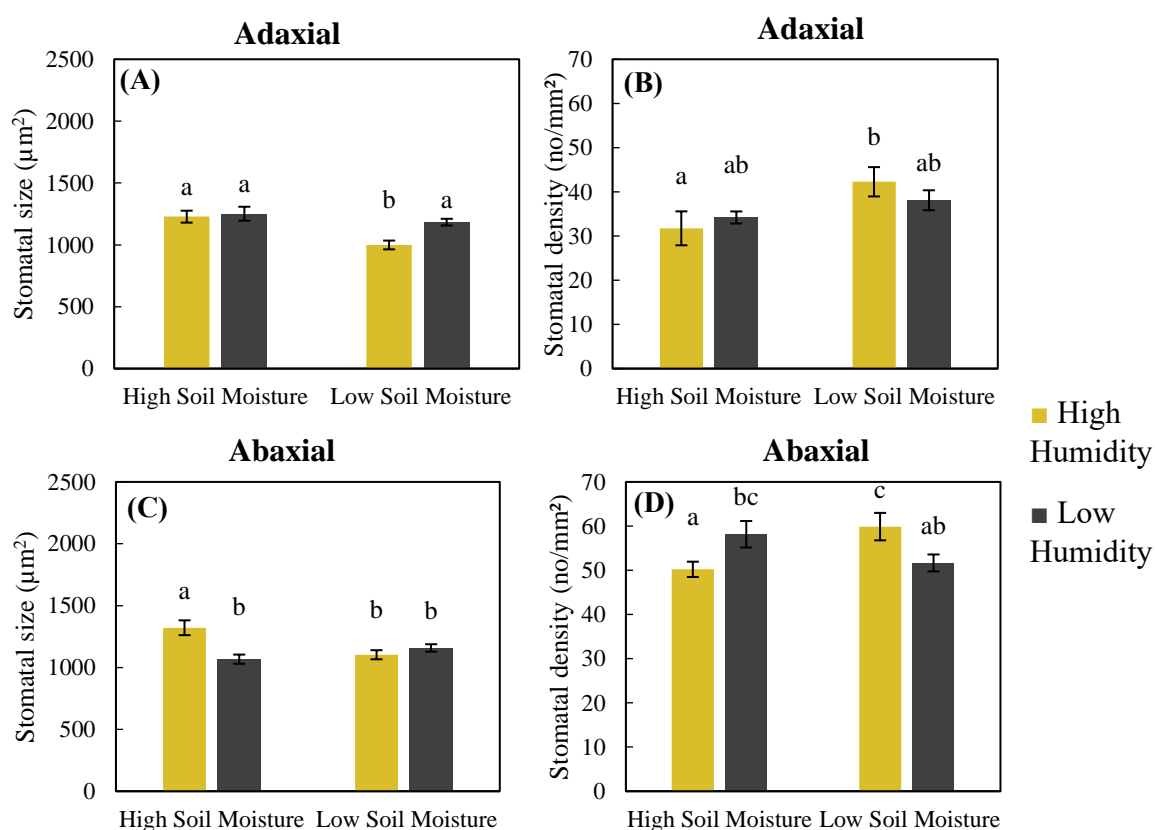 Adaxial
(A)
Stomatal size (µm²)
2500
2000
1500
1000
500
0
a
a
b
a
High Soil Moisture
Low Soil Moisture
Adaxial
(B)
Stomatal density (no/mm²)
70
60
50
40
30
20
10
0
a
ab
b
ab
High Soil Moisture
Low Soil Moisture
Abaxial
(C)
Stomatal size (µm²)
2500
2000
1500
1000
500
0
a
b
b
b
High Soil Moisture
Low Soil Moisture
Abaxial
(D)
Stomatal density (no/mm²)
70
60
50
40
30
20
10
0
a
bc
c
ab
High Soil Moisture
Low Soil Moisture
High
Humidity
Low
Humidity